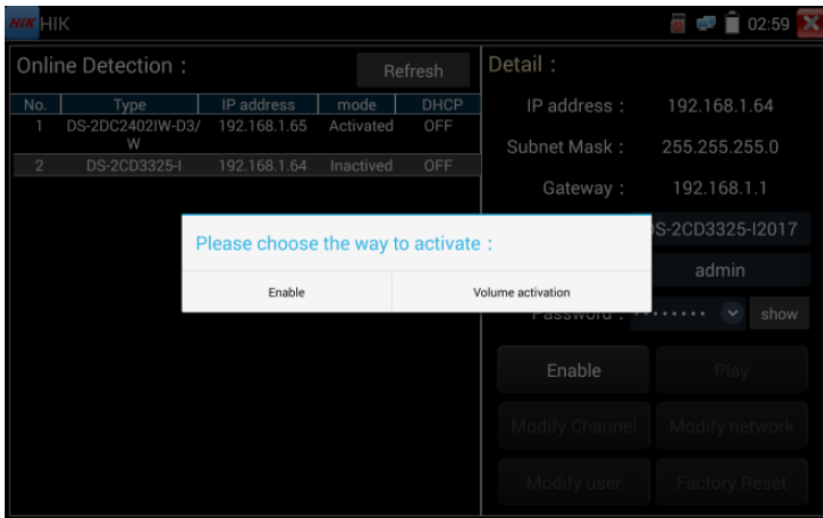 HIK HIK 02:59
Online Detection : Refresh
No. Type IP address mode DHCP
1 DS-2DC2402IW-D3/W 192.168.1.65 Activated OFF
2 DS-2CD3325-I 192.168.1.64 Inactived OFF
Please choose the way to activate :
Enable Volume activation
Detail :
IP address : 192.168.1.64
Subnet Mask : 255.255.255.0
Gateway : 192.168.1.1
S-2CD3325-I2017
admin
Password : show
Enable Play
Modify Channel Modify network
Modify user Factory Reset